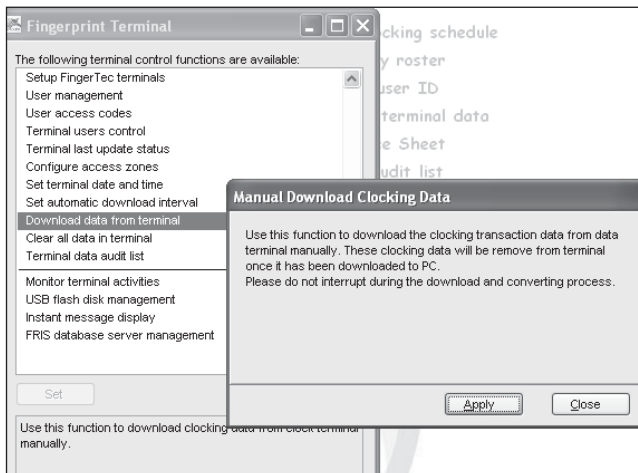 Fingerprint Terminal
The following terminal control functions are available:
Setup FingerTec terminals
User management
User access codes
Terminal users control
Terminal last update status
Configure access zones
Set terminal date and time
Set automatic download interval
Download data from terminal
Clear all data in terminal
Terminal data audit list
Monitor terminal activities
USB flash disk management
Instant message display
FRIS database server management
Set
Use this function to download clocking data from clock terminal
manually.
schedule
roster
user ID
terminal data
Sheet
audit list
Manual Download Clocking Data
Use this function to download the clocking transaction data from data
terminal manually. These clocking data will be remove from terminal
once it has been downloaded to PC.
Please do not interrupt during the download and converting process.
Apply
Close